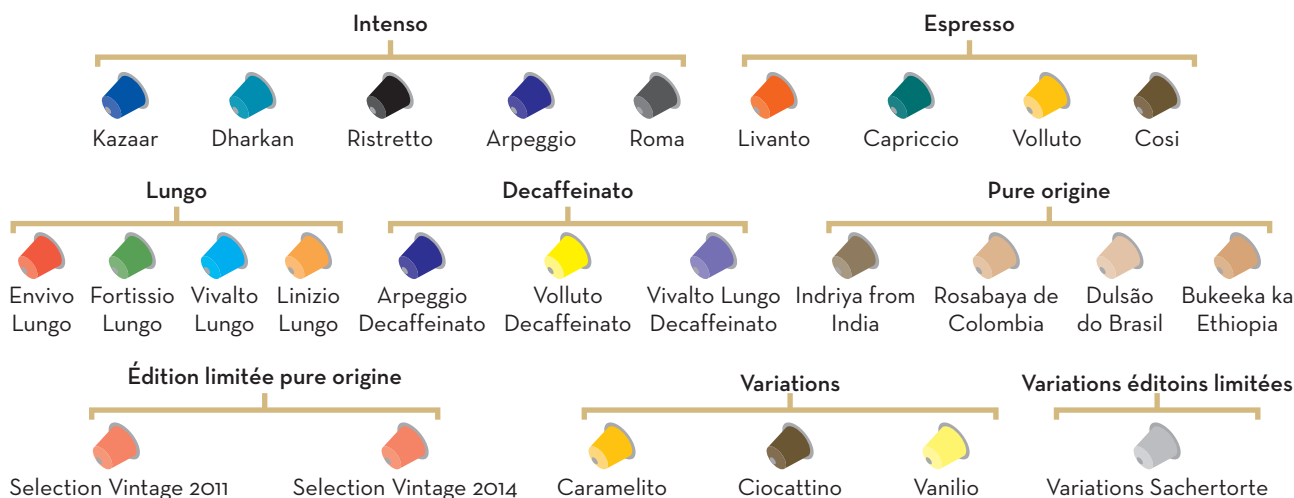 Intenso Espresso
Kazaar Dharkan Ristretto Arpeggio Roma Livanto Capriccio Volluto Cosi
Lungo Decaffeinato Pure origine
Envivo Fortissio Vivalto Linizio Arpeggio Volluto Vivalto Lungo Indriya from Rosabaya de Dulsão Bukeeka ka
Lungo Lungo Lungo Lungo Decaffeinato Decaffeinato Decaffeinato India Colombia do Brasil Ethiopia
Édition limitée pure origine Variations Variations éditoins limitées
Selection Vintage 2011 Selection Vintage 2014 Caramelito Ciocattino Vanilio Variations Sachertorte